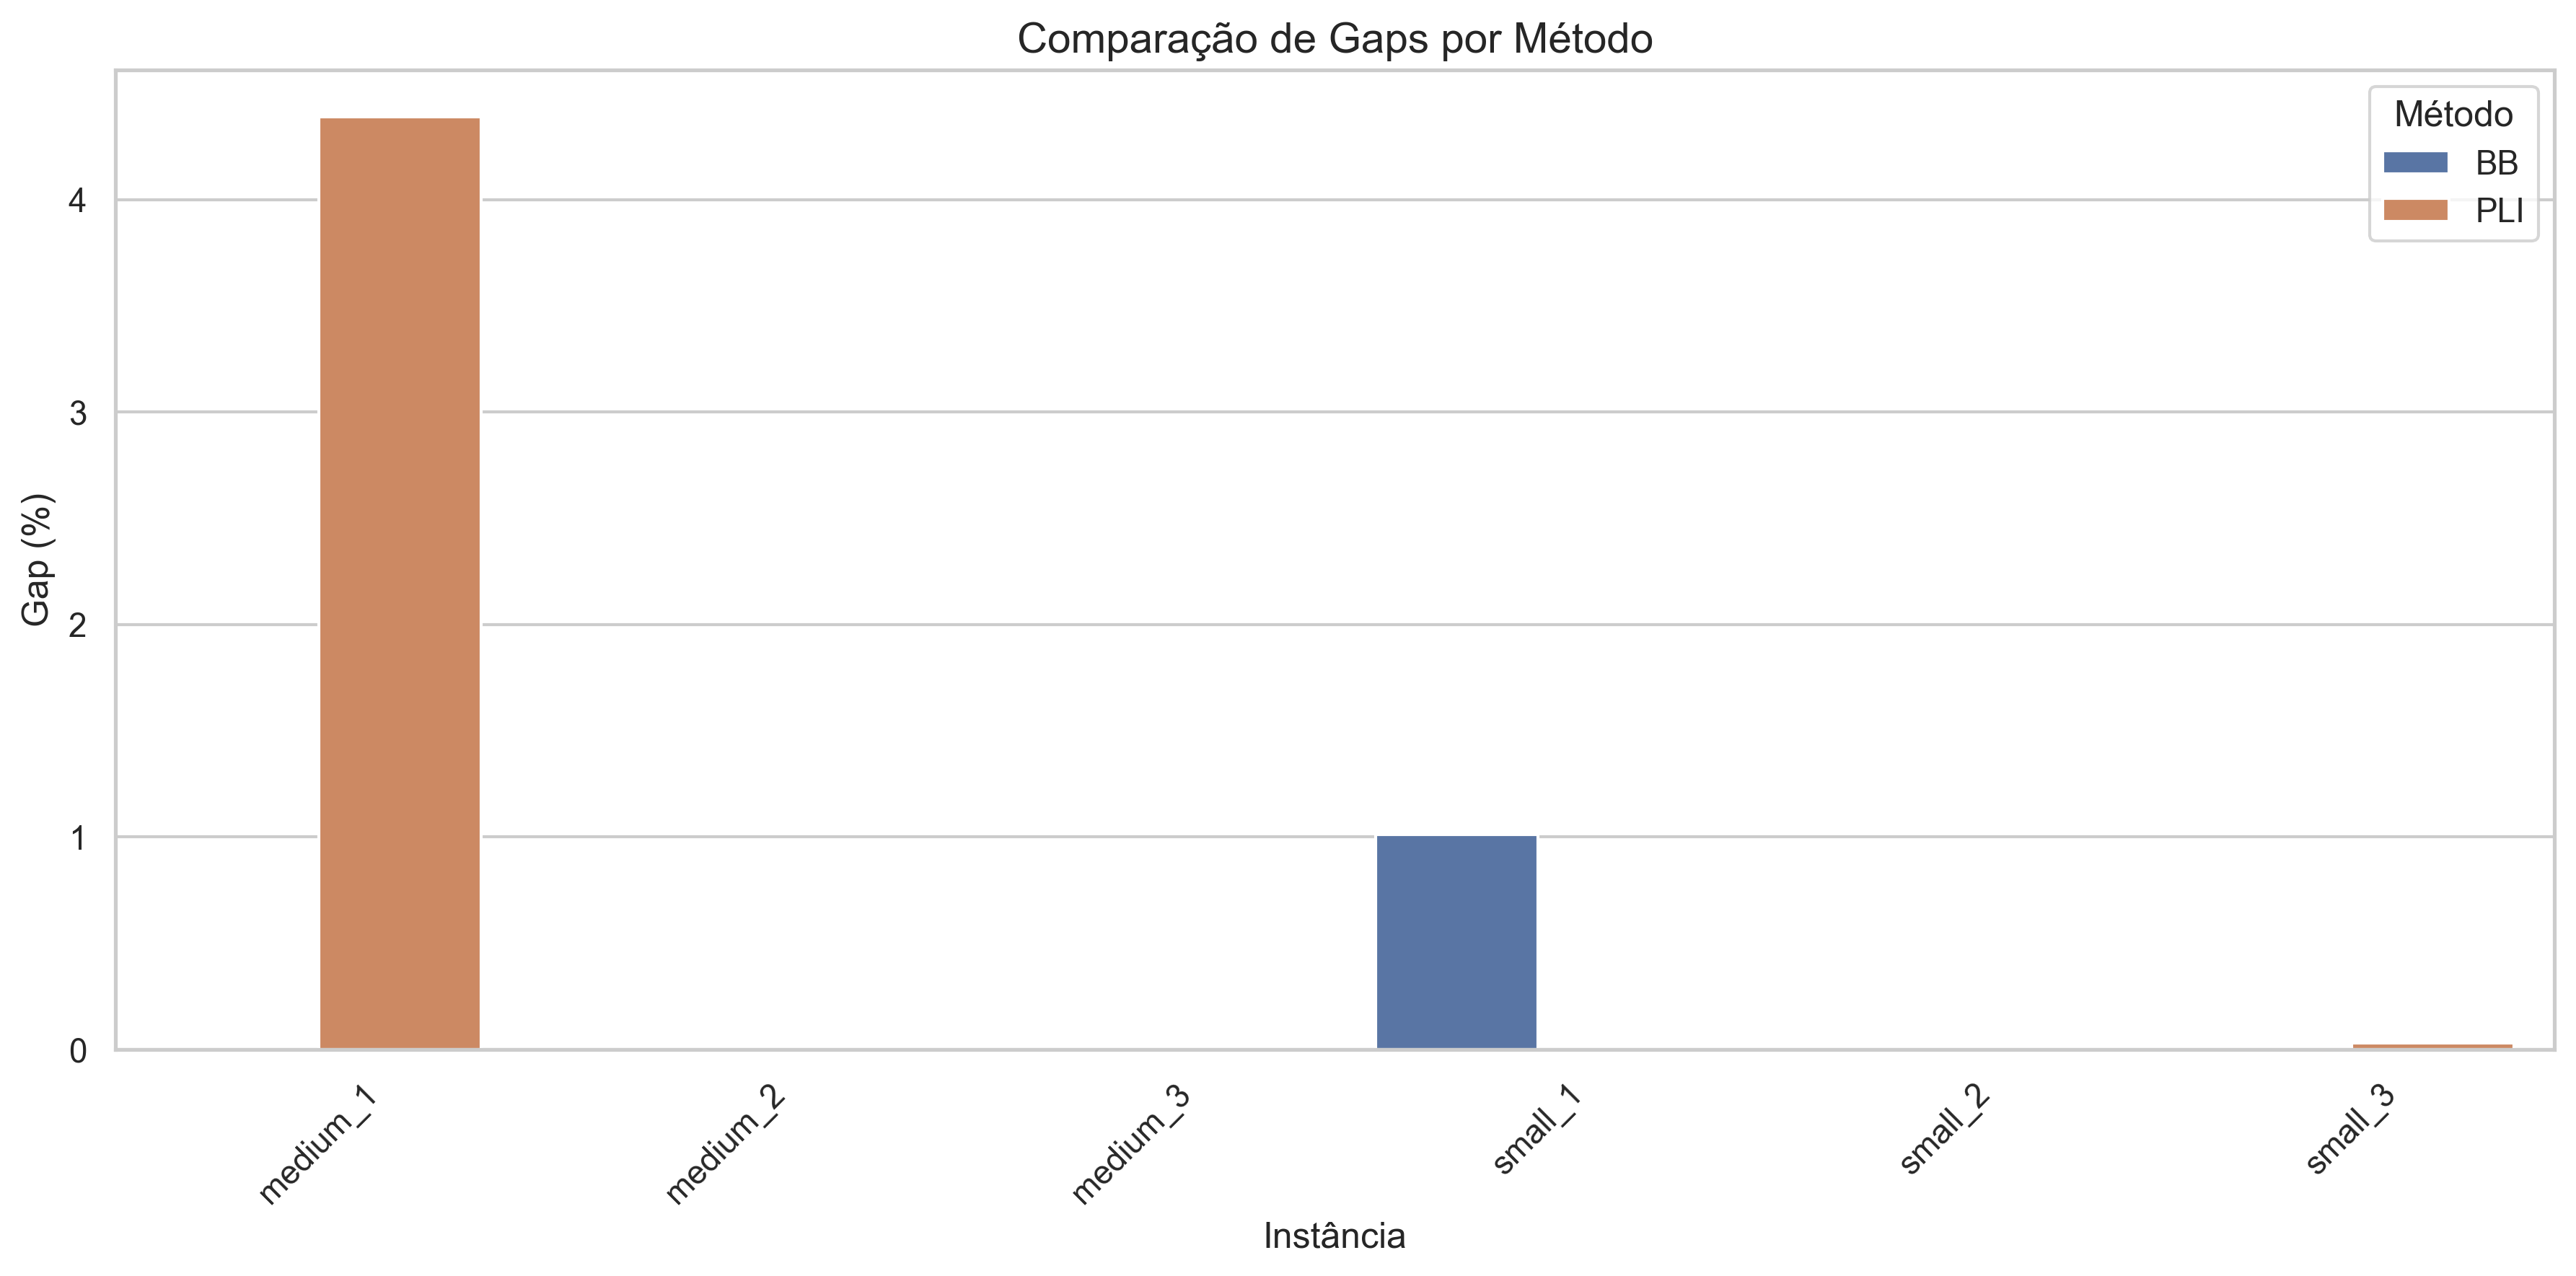 Comparação de Gaps por Método
Método
BB
PLI
Gap (%)
4
3
2
1
0
medium_1
medium_2
medium_3
small_1
small_2
small_3
Instância